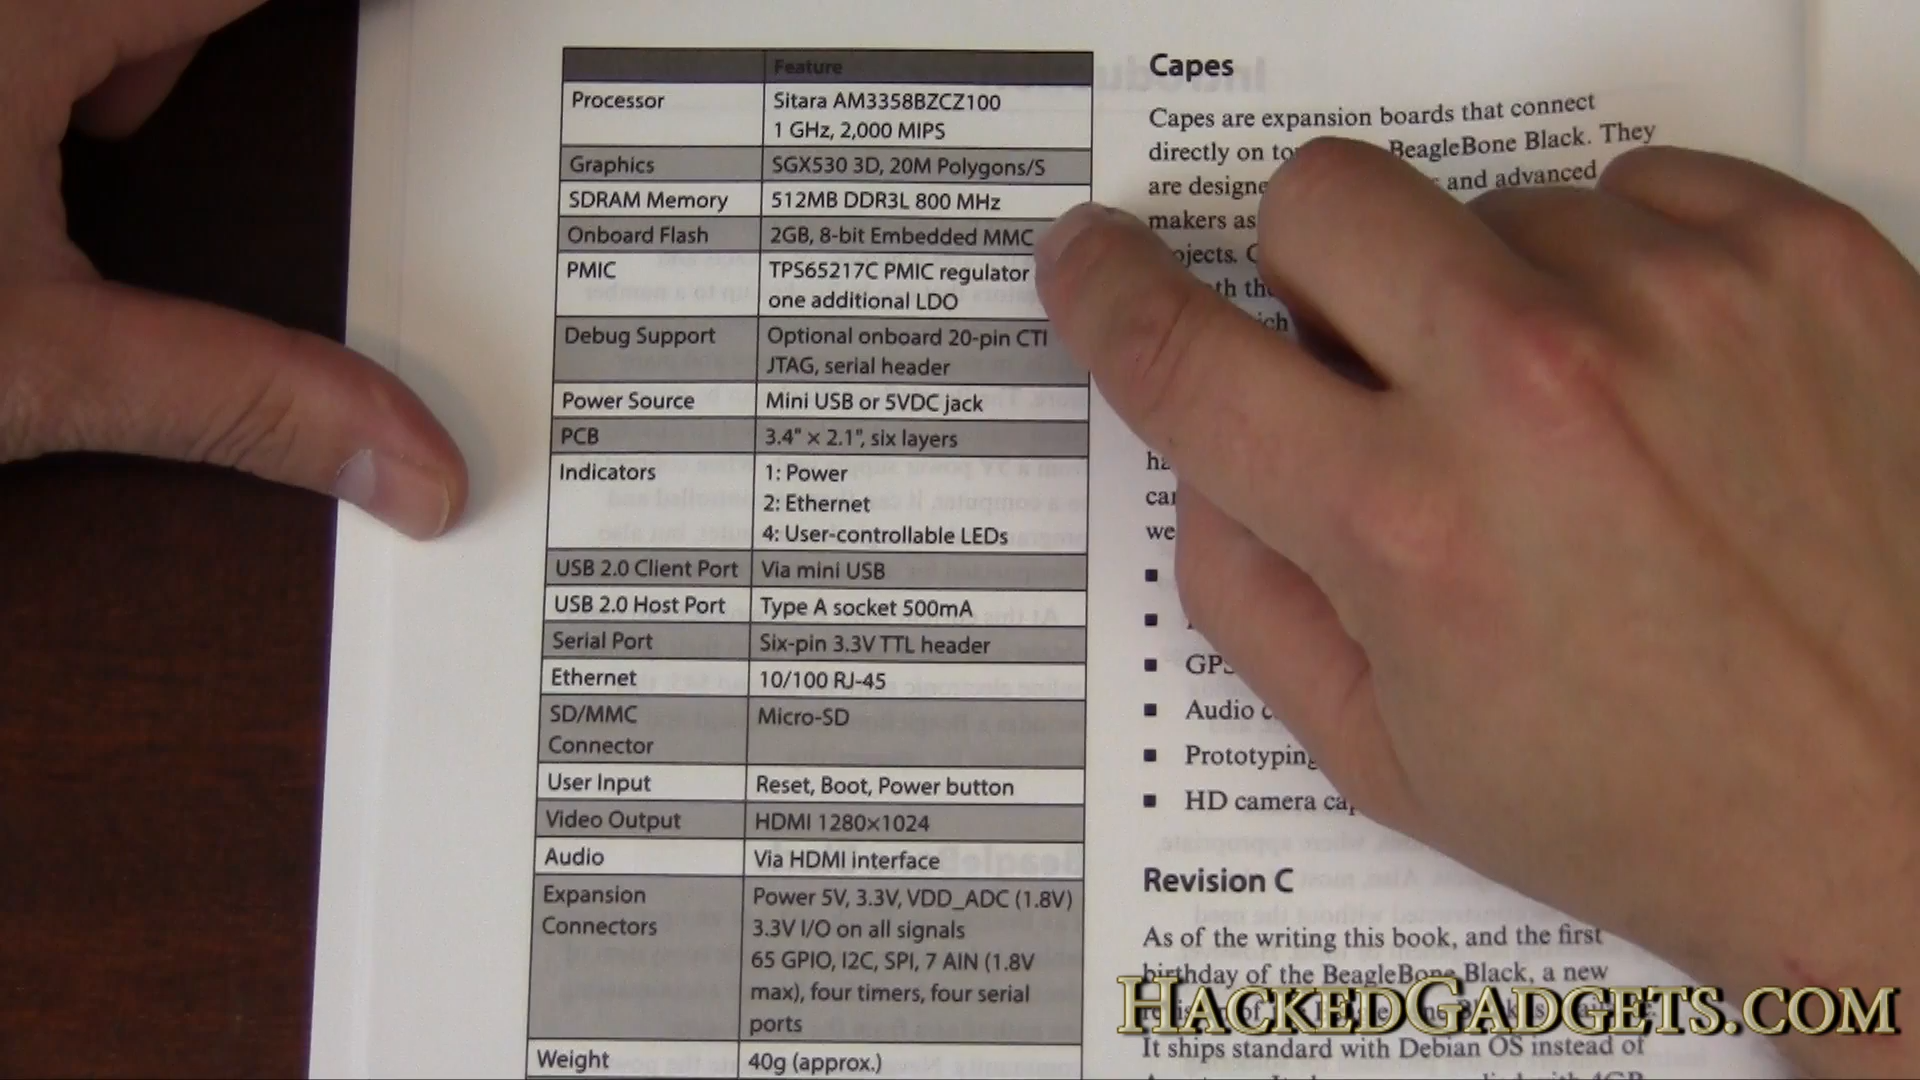 Feature
Processor
Sitara AM3358BZCZ100
1 GHz, 2,000 MIPS
Graphics
SGX530 3D, 20M Polygons/S
SDRAM Memory
512MB DDR3L 800 MHz
Onboard Flash
2GB, 8-bit Embedded MMC
PMIC
TPS65217C PMIC regulator
one additional LDO
Debug Support
Optional onboard 20-pin CTI
JTAG, serial header
Power Source
Mini USB or 5VDC jack
PCB
3.4" × 2.1", six layers
Indicators
1: Power
2: Ethernet
4: User-controllable LEDs
USB 2.0 Client Port
Via mini USB
USB 2.0 Host Port
Type A socket 500mA
Serial Port
Six-pin 3.3V TTL header
Ethernet
10/100 RJ-45
SD/MMC
Connector
Micro-SD
User Input
Reset, Boot, Power button
Video Output
HDMI 1280×1024
Audio
Via HDMI interface
Expansion
Connectors
Power 5V, 3.3V, VDD_ADC (1.8V)
3.3V I/O on all signals
65 GPIO, I2C, SPI, 7 AIN (1.8V
max), four timers, four serial
ports
Weight
40g (approx.)
Capes
Capes are expansion boards that connect
directly on BeagleBone Black. They
are and advanced
makers as
we
GPS
Audio
Prototyping
HD camera
Revision C
As of the writing this book, and the first
birthday of the BeagleBone Black, a new
It ships standard with Debian OS instead of
HACKEDGADGETS.COM